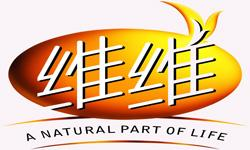 维维
A NATURAL PART OF LIFE